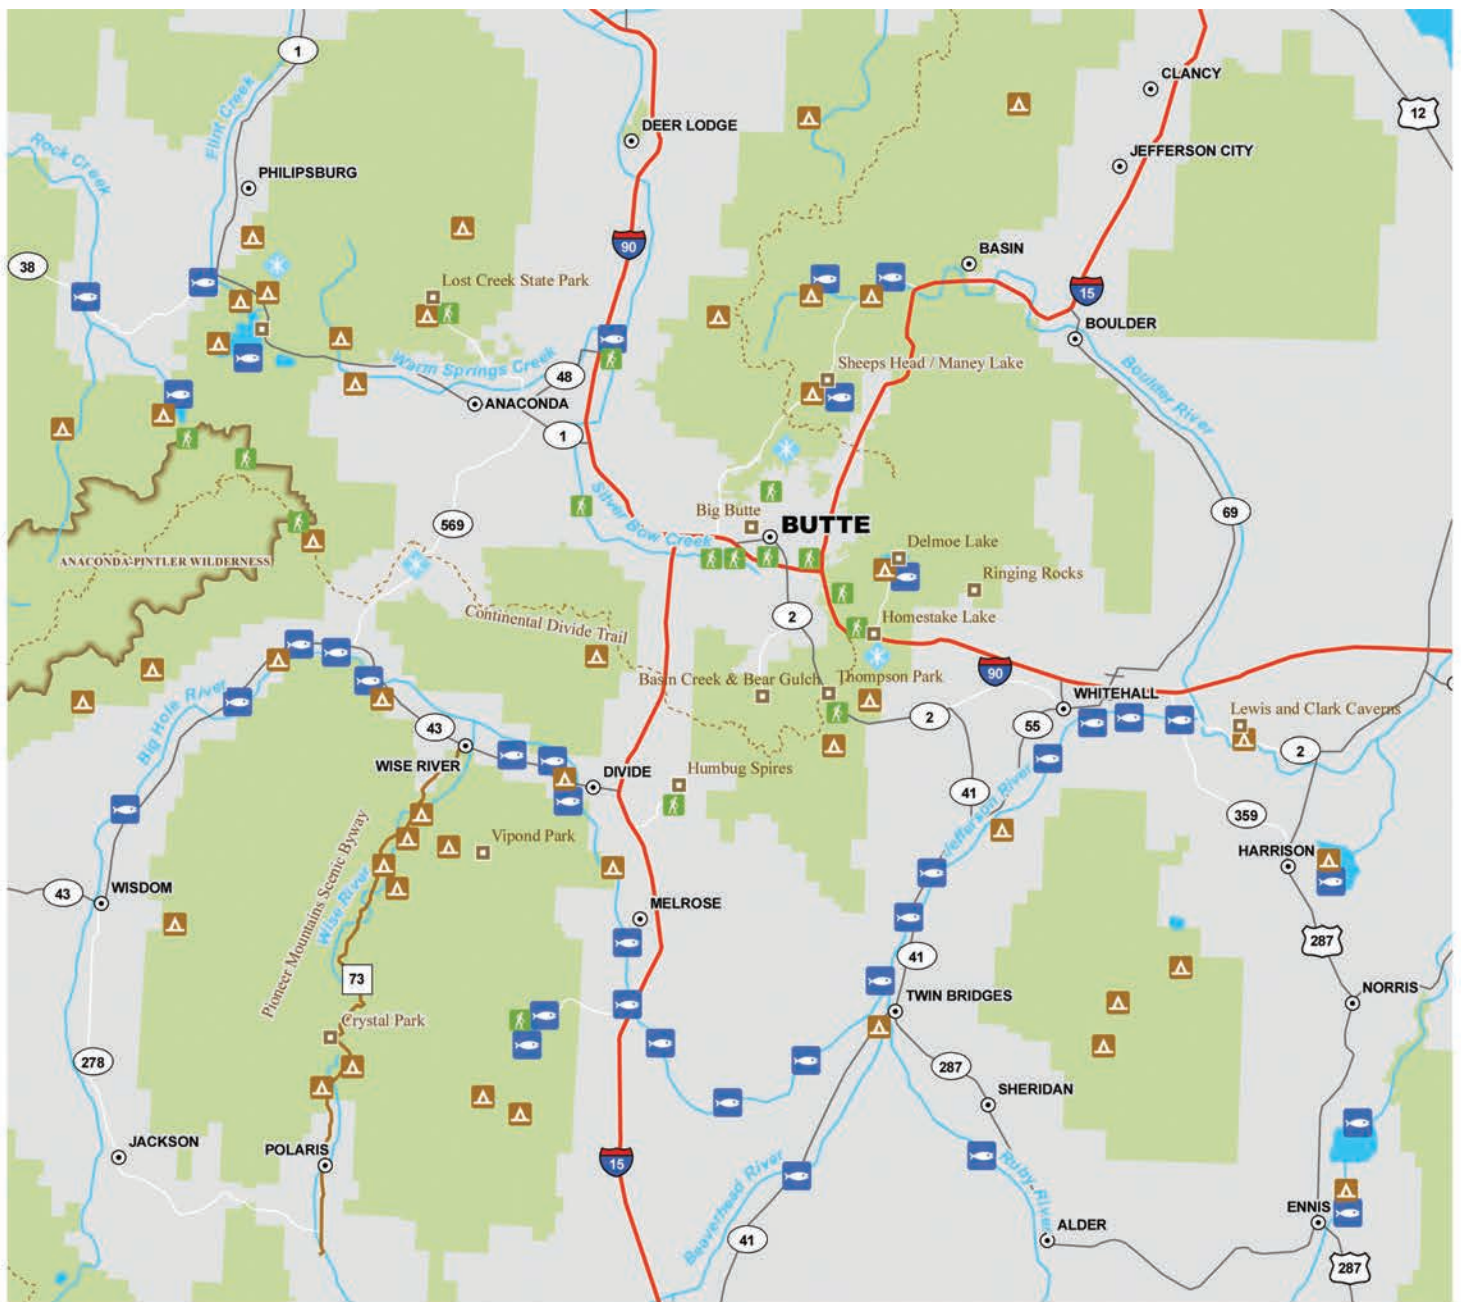 1
CLANCY
12
Flint Creek
DEER LODGE
Rock Creek
JEFFERSON CITY
PHILIPSBURG
90
BASIN
38
Lost Creek State Park
15
BOULDER
Warm Springs Creek
48
Sheeps Head / Maney Lake
Boulder River
ANACONDA
1
Silver Bow Creek
69
Big Butte
BUTTE
569
Delmoe Lake
ANACONDA-PINTLER WILDERNESS
Ringing Rocks
Continental Divide Trail
2
Homestake Lake
90
Basin Creek & Bear Gulch
Thompson Park
Big Hole River
WHITEHALL
Lewis and Clark Caverns
43
2
55
2
WISE RIVER
DIVIDE
Humbug Spires
41
Jefferson River
359
Pioneer Mountains Scenic Byway
Vipond Park
HARRISON
43
WISDOM
Wise River
MELROSE
287
41
73
TWIN BRIDGES
NORRIS
Crystal Park
278
287
SHERIDAN
JACKSON
POLARIS
15
Beaverhead River
Ruby River
41
ALDER
ENNIS
287